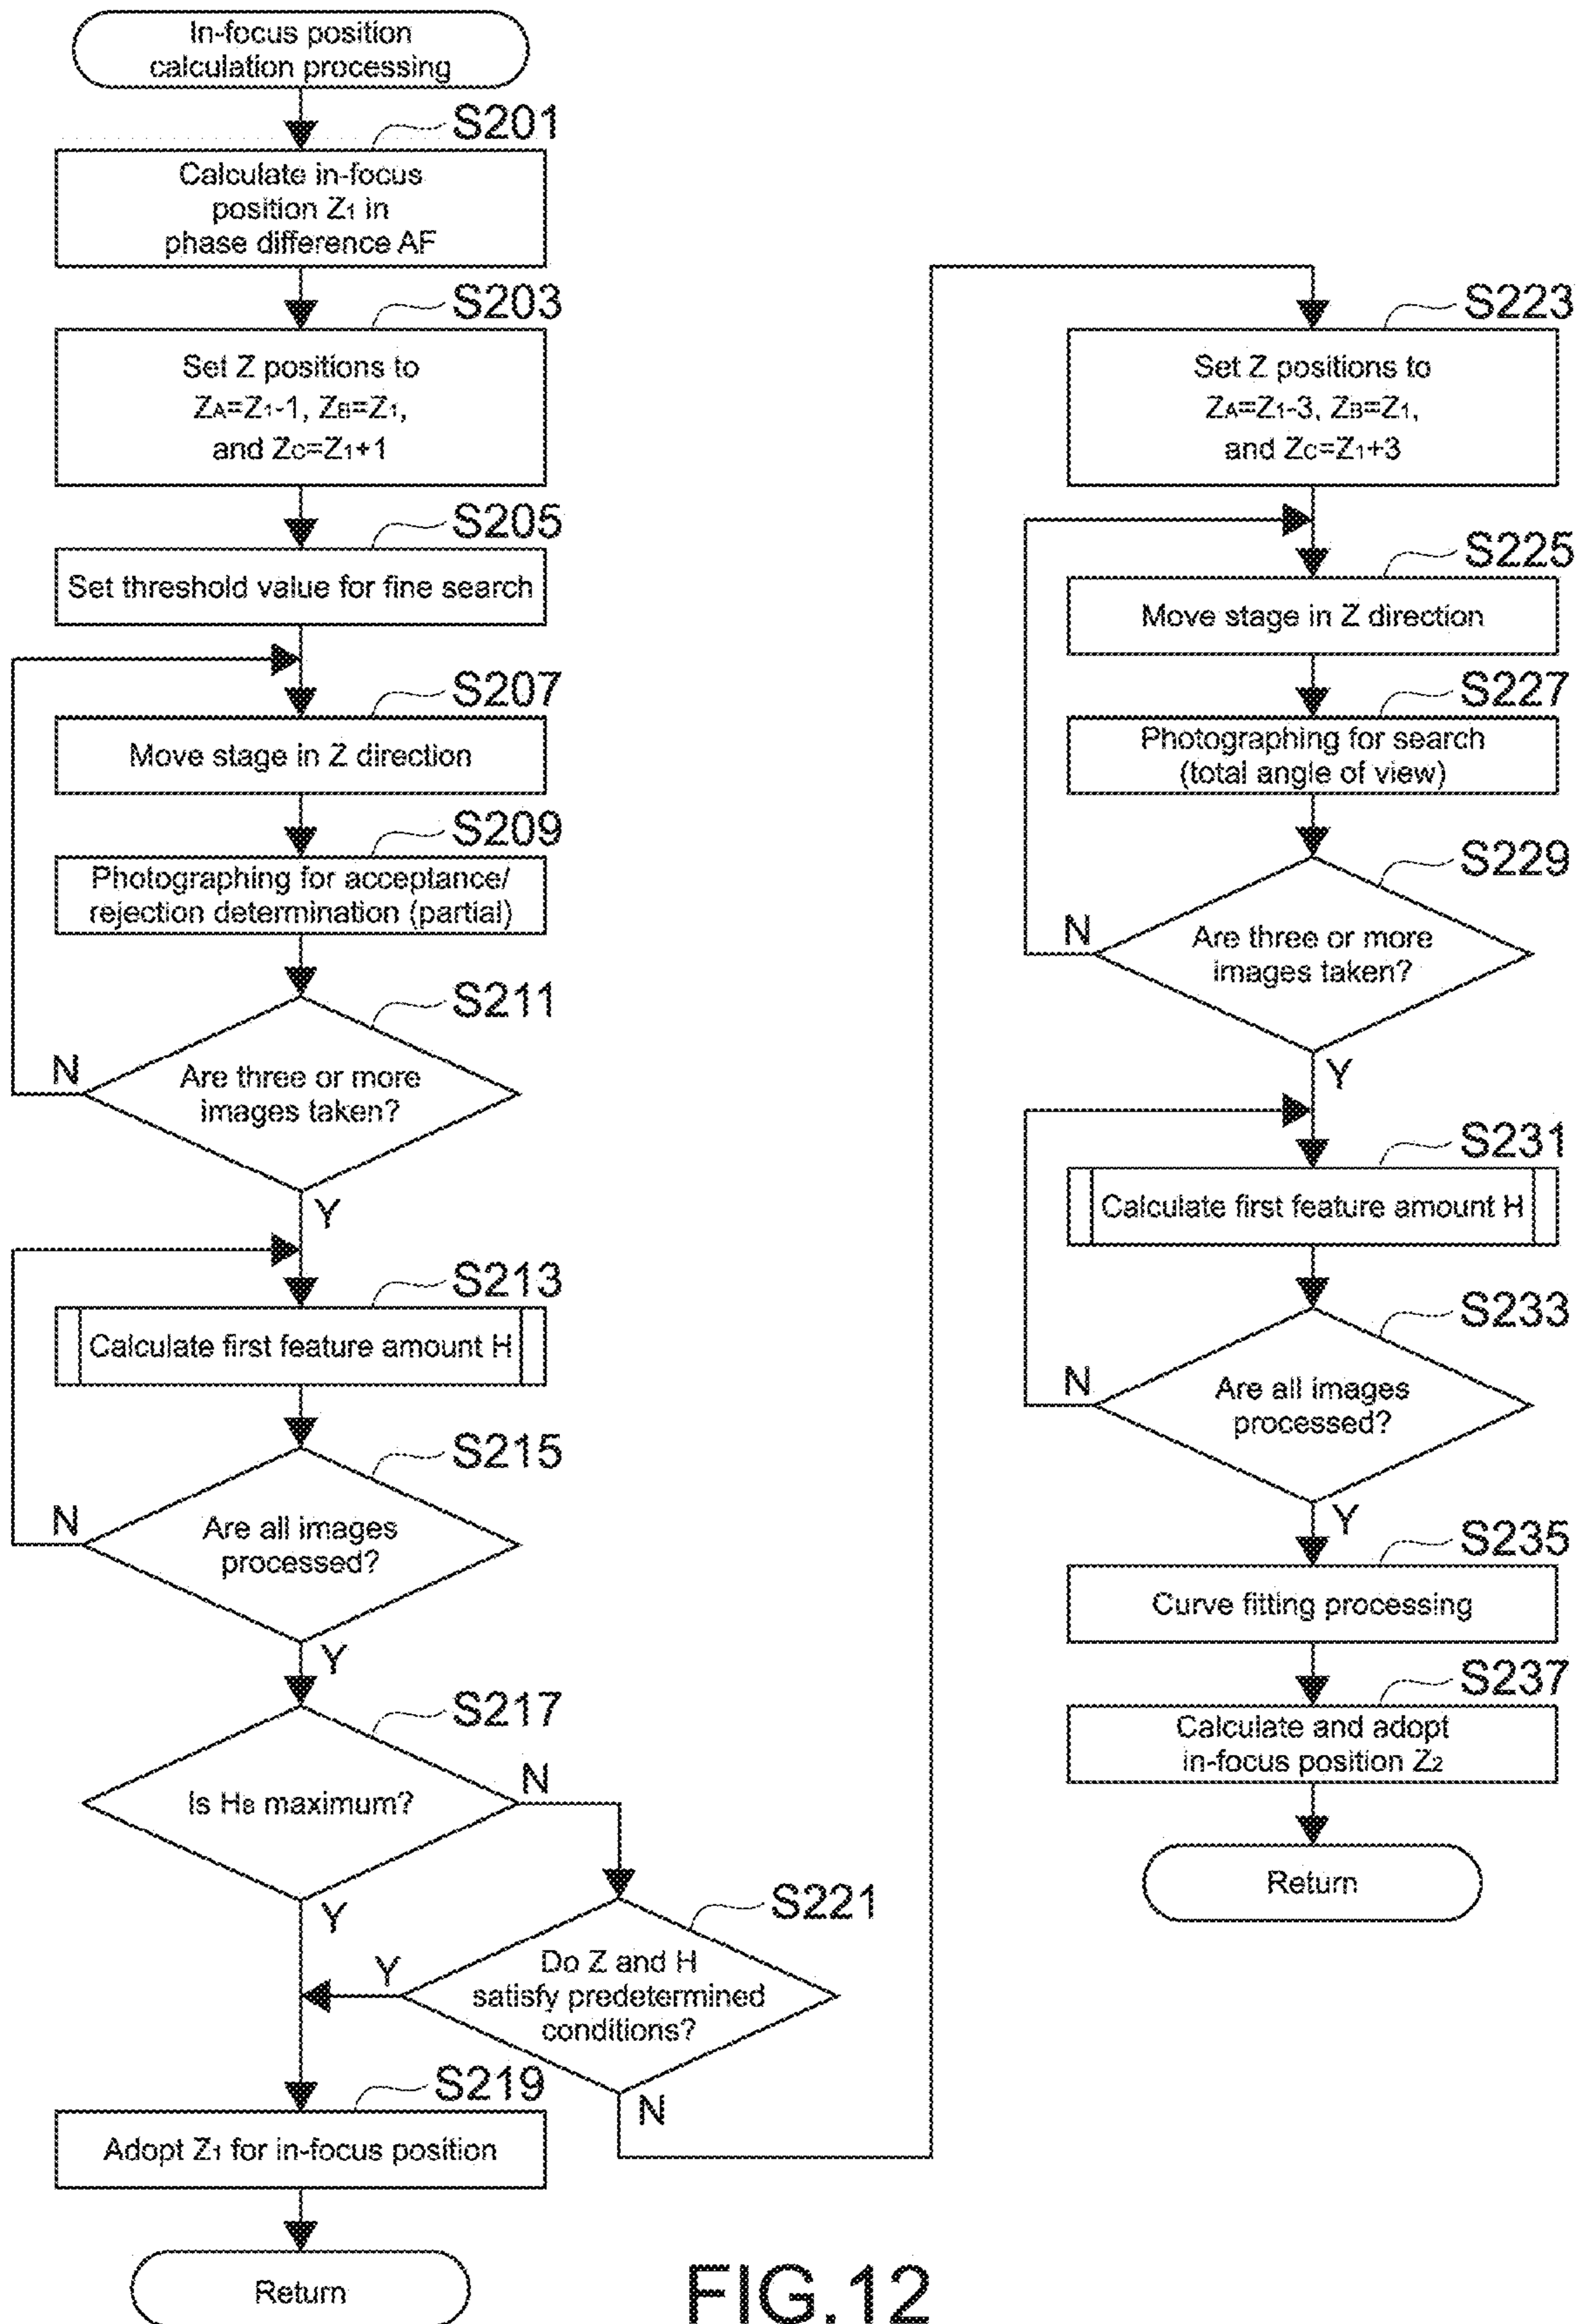 In-focus position
calculation processing
S201
Calculate in-focus
position Z1 in
phase difference AF
S203
Set Z positions to
ZA=Z1-1, ZB=Z1,
and ZC=Z1+1
S205
Set threshold value for fine search
S207
Move stage in Z direction
S209
Photographing for acceptance/
rejection determination (partial)
S211
Are three or more
images taken?
N
Y
S213
Calculate first feature amount H
S215
Are all images
processed?
N
Y
S217
Is HB maximum?
N
Y
S221
Do Z and H
satisfy predetermined
conditions?
Y
N
S219
Adopt Z1 for in-focus position
Return
S223
Set Z positions to
ZA=Z1-3, ZB=Z1,
and ZC=Z1+3
S225
Move stage in Z direction
S227
Photographing for search
(total angle of view)
S229
Are three or more
images taken?
N
Y
S231
Calculate first feature amount H
S233
Are all images
processed?
N
Y
S235
Curve fitting processing
S237
Calculate and adopt
in-focus position Z2
Return
FIG.12